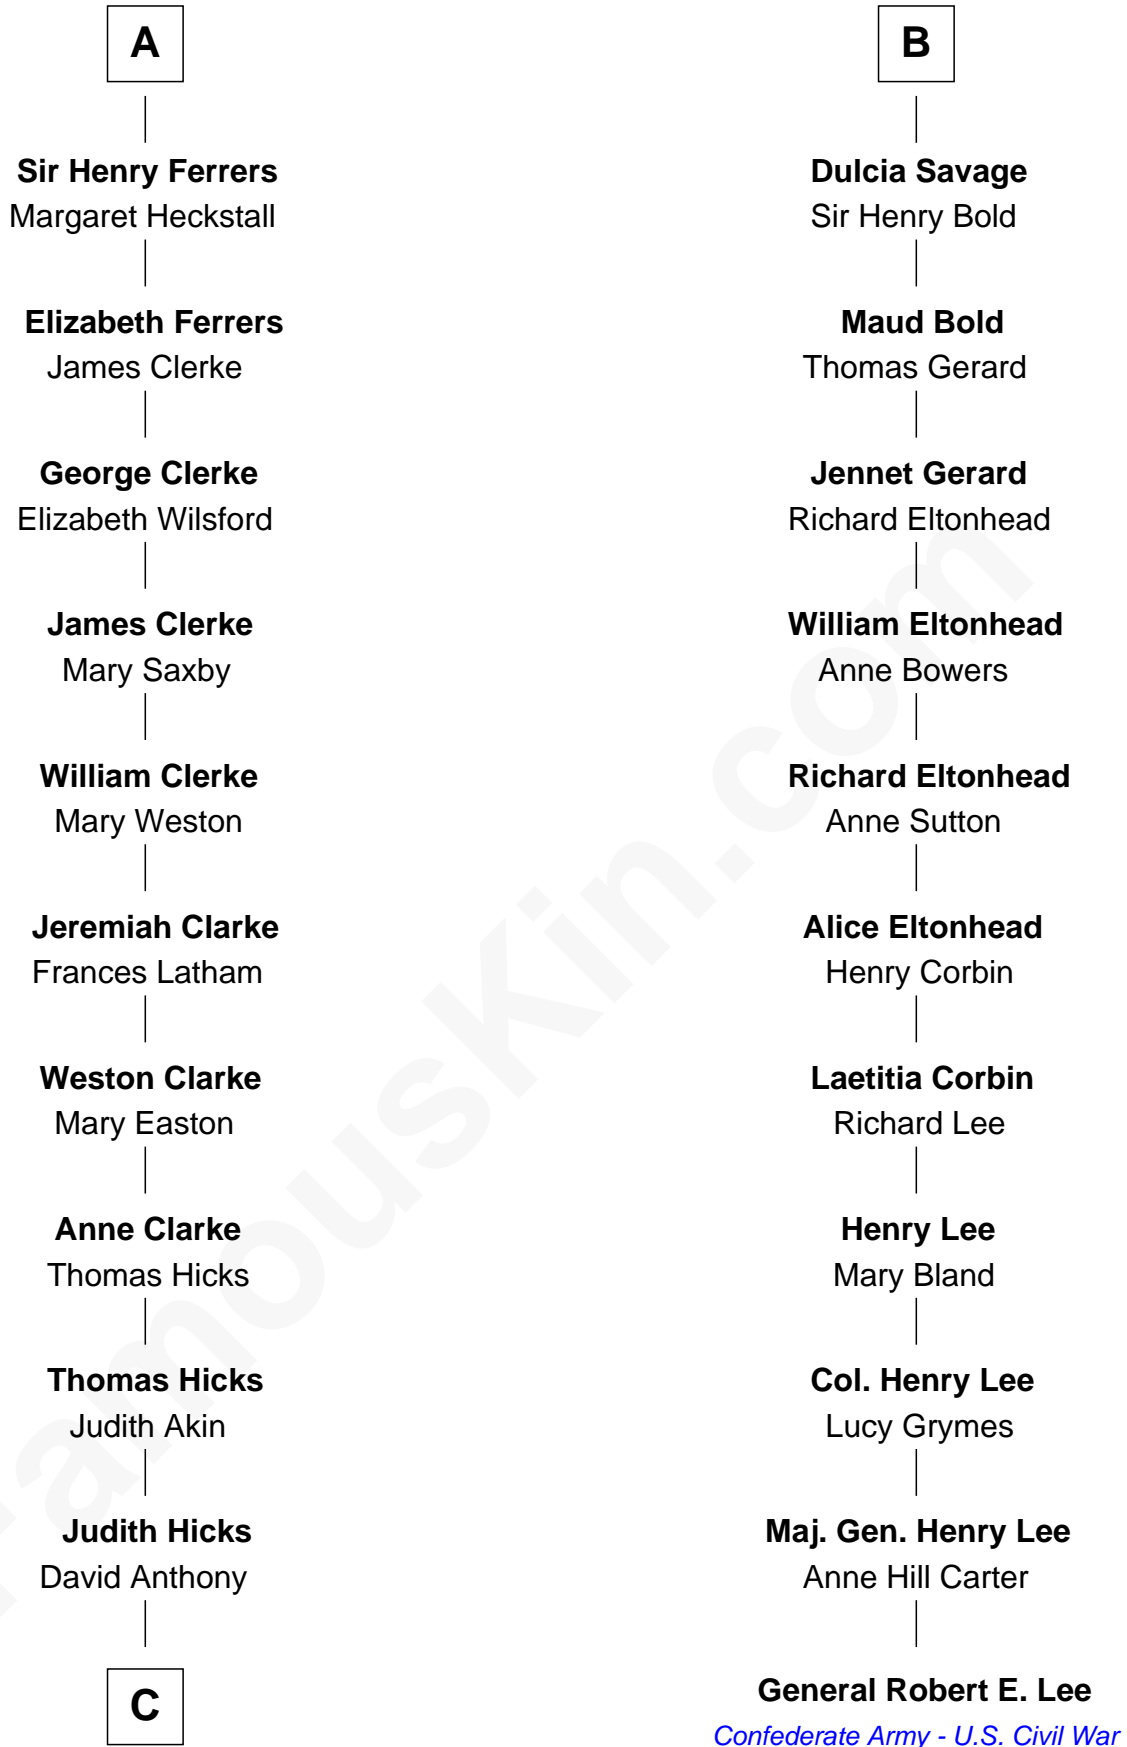 A
Sir Henry Ferrers
Margaret Heckstall
Elizabeth Ferrers
James Clerke
George Clerke
Elizabeth Wilsford
James Clerke
Mary Saxby
William Clerke
Mary Weston
Jeremiah Clarke
Frances Latham
Weston Clarke
Mary Easton
Anne Clarke
Thomas Hicks
Thomas Hicks
Judith Akin
Judith Hicks
David Anthony
C
B
Dulcia Savage
Sir Henry Bold
Maud Bold
Thomas Gerard
Jennet Gerard
Richard Eltonhead
William Eltonhead
Anne Bowers
Richard Eltonhead
Anne Sutton
Alice Eltonhead
Henry Corbin
Laetitia Corbin
Richard Lee
Henry Lee
Mary Bland
Col. Henry Lee
Lucy Grymes
Maj. Gen. Henry Lee
Anne Hill Carter
General Robert E. Lee
Confederate Army - U.S. Civil War
FamousKin.com